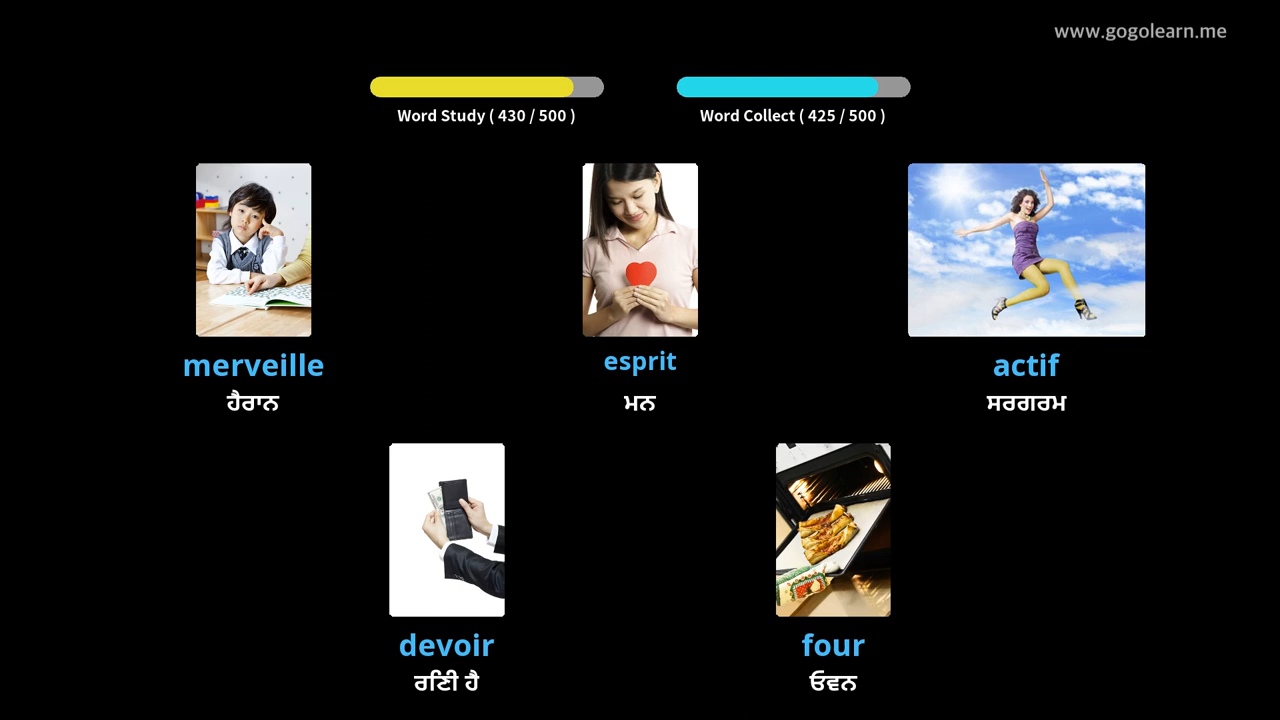 www.gogolearn.me
Word Study ( 430 / 500 )
Word Collect ( 425 / 500 )
merveille
ਹੈਰਾਨ
esprit
ਮਨ
actif
ਸਰਗਰਮ
devoir
ਰਣਿੀ ਹੈ
four
ਓਵਨ